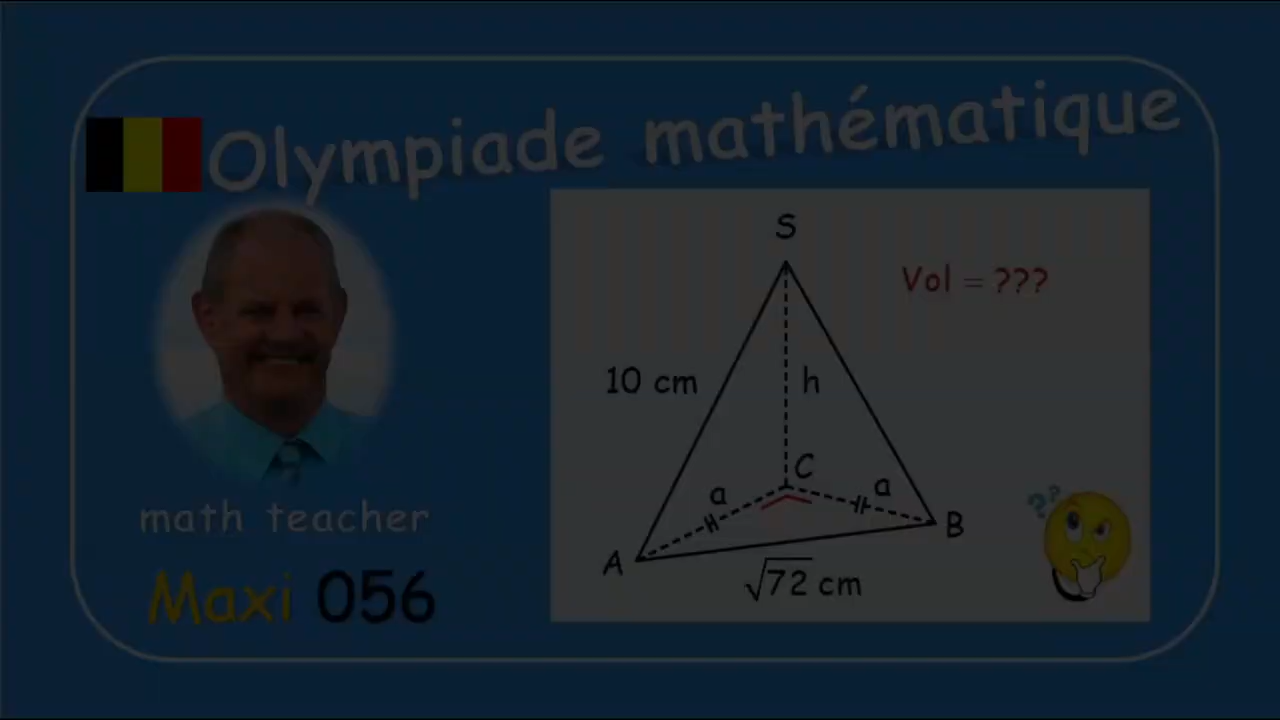 Olympiade mathématique
S
Vol = ???
10 cm
h
C
a
a
A
B
√72 cm
??
math teacher
Maxi 056